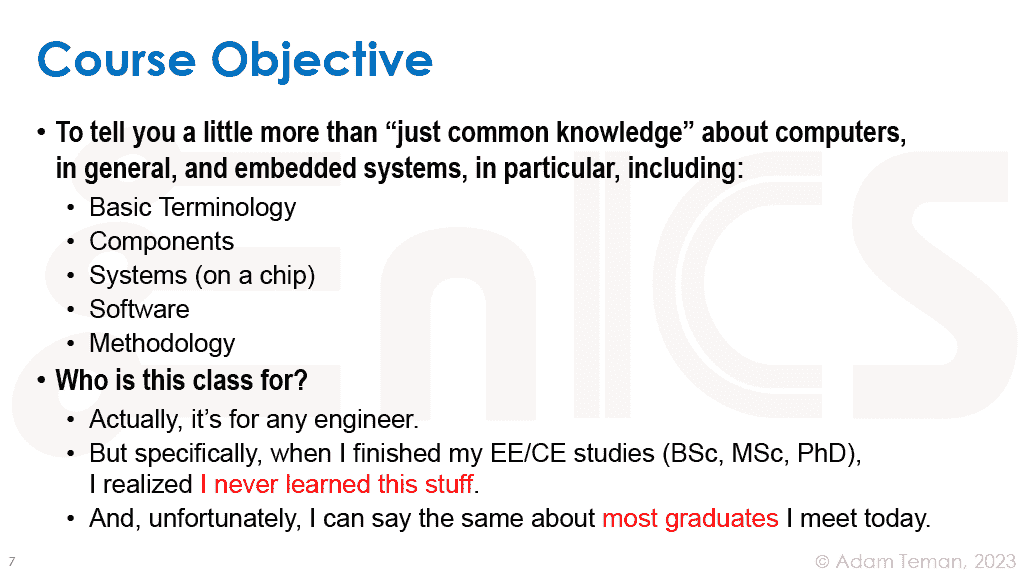 Course Objective
• To tell you a little more than “just common knowledge” about computers,
in general, and embedded systems, in particular, including:
• Basic Terminology
• Components
• Systems (on a chip)
• Software
• Methodology
• Who is this class for?
• Actually, it’s for any engineer.
• But specifically, when I finished my EE/CE studies (BSc, MSc, PhD),
I realized I never learned this stuff.
• And, unfortunately, I can say the same about most graduates I meet today.
7
© Adam Teman, 2023
EnICS